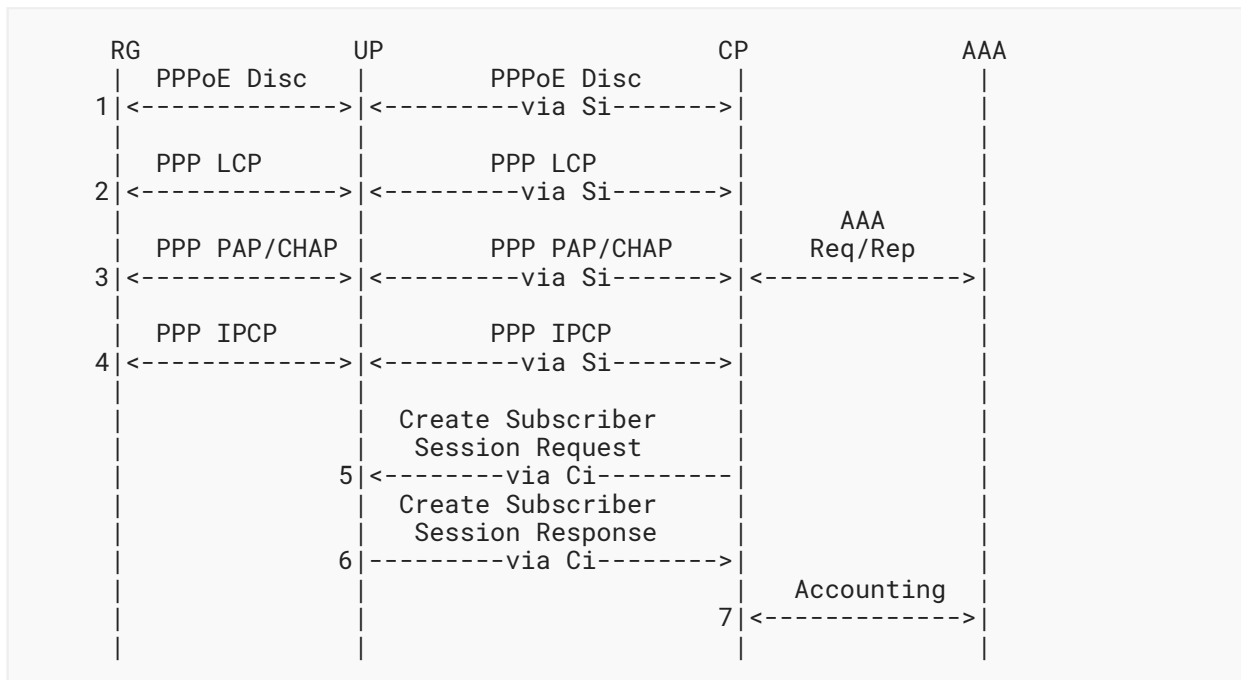 RG               UP                       CP              AAA
       |  PPPoE Disc    |        PPPoE Disc      |               |
      1|<-------------->|<---------via Si------->|               |
       |                |                        |               |
       |  PPP LCP       |        PPP LCP         |               |
      2|<-------------->|<---------via Si------->|               |
       |                |                        |      AAA      |
       |  PPP PAP/CHAP  |        PPP PAP/CHAP    |    Req/Rep    |
      3|<-------------->|<---------via Si------->|<------------->|
       |                |                        |               |
       |  PPP IPCP      |        PPP IPCP        |               |
      4|<-------------->|<---------via Si------->|               |
       |                |                        |               |
       |                |  Create Subscriber     |               |
       |                |   Session Request      |               |
       |               5|<--------via Ci---------|               |
       |                |  Create Subscriber     |               |
       |                |   Session Response     |               |
       |               6|---------via Ci-------->|               |
       |                |                        |   Accounting  |
       |                |                       7|<------------->|
       |                |                        |               |